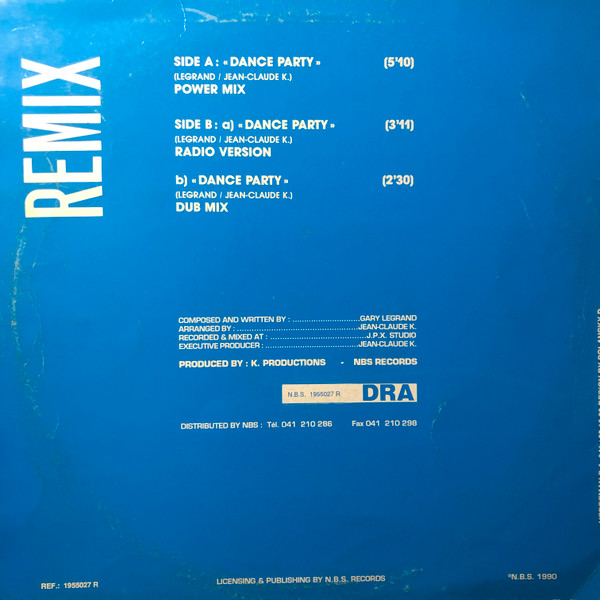 REMIX
SIDE A : « DANCE PARTY » (5'10)
(LEGRAND / JEAN-CLAUDE K.)
POWER MIX
SIDE B : a) « DANCE PARTY » (3'11)
(LEGRAND / JEAN-CLAUDE K.)
RADIO VERSION
b) « DANCE PARTY » (2'30)
(LEGRAND / JEAN-CLAUDE K.)
DUB MIX
COMPOSED AND WRITTEN BY : ............................GARY LEGRAND
ARRANGED BY : ..................................................JEAN-CLAUDE K.
RECORDED & MIXED AT : ........................................J.P.X. STUDIO
EXECUTIVE PRODUCER : ......................................JEAN-CLAUDE K.
PRODUCED BY : K. PRODUCTIONS - NBS RECORDS
N.B.S. 1955027 R DRA
DISTRIBUTED BY NBS : Tél. 041 210 286 Fax 041 210 298
REF.: 1955027 R
LICENSING & PUBLISHING BY N.B.S. RECORDS
℗N.B.S. 1990